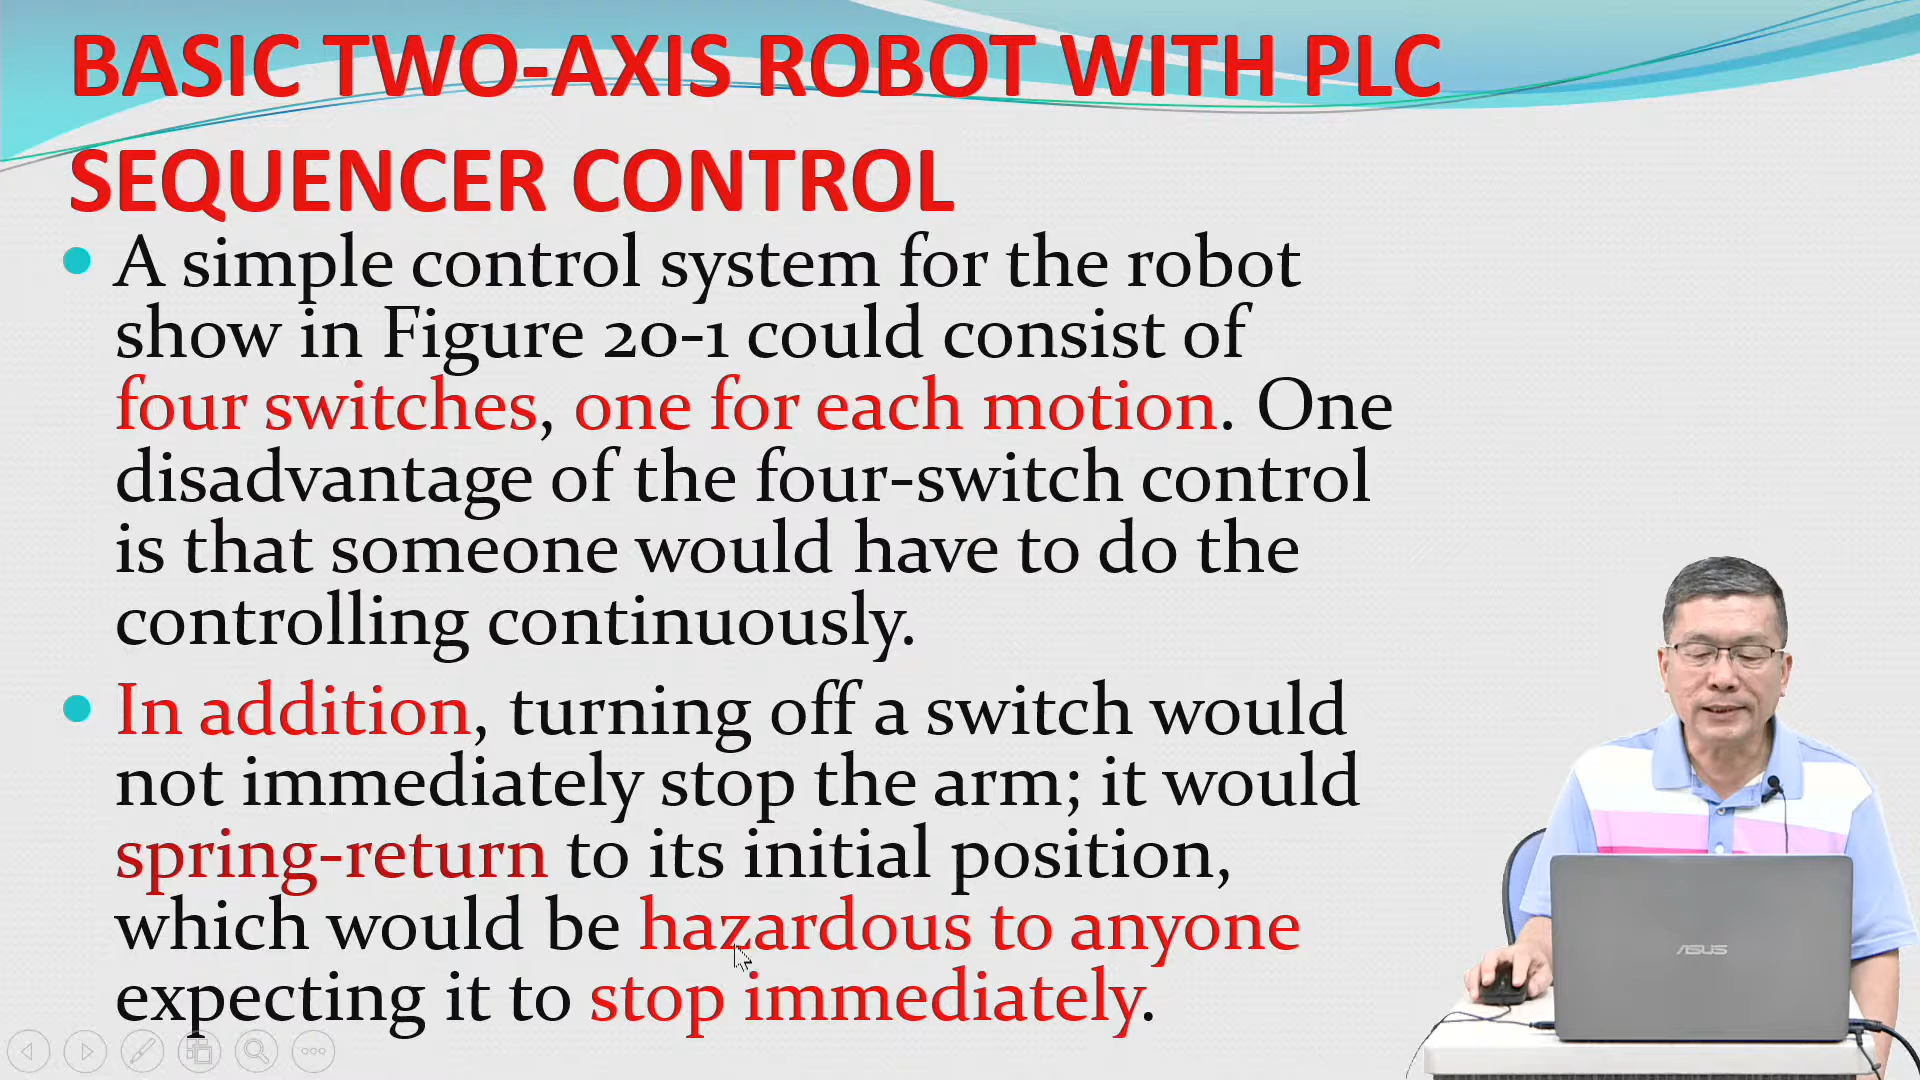 BASIC TWO-AXIS ROBOT WITH PLC
SEQUENCER CONTROL
A simple control system for the robot
show in Figure 20-1 could consist of
four switches, one for each motion. One
disadvantage of the four-switch control
is that someone would have to do the
controlling continuously.
In addition, turning off a switch would
not immediately stop the arm; it would
spring-return to its initial position,
which would be hazardous to anyone
expecting it to stop immediately.
ASUS